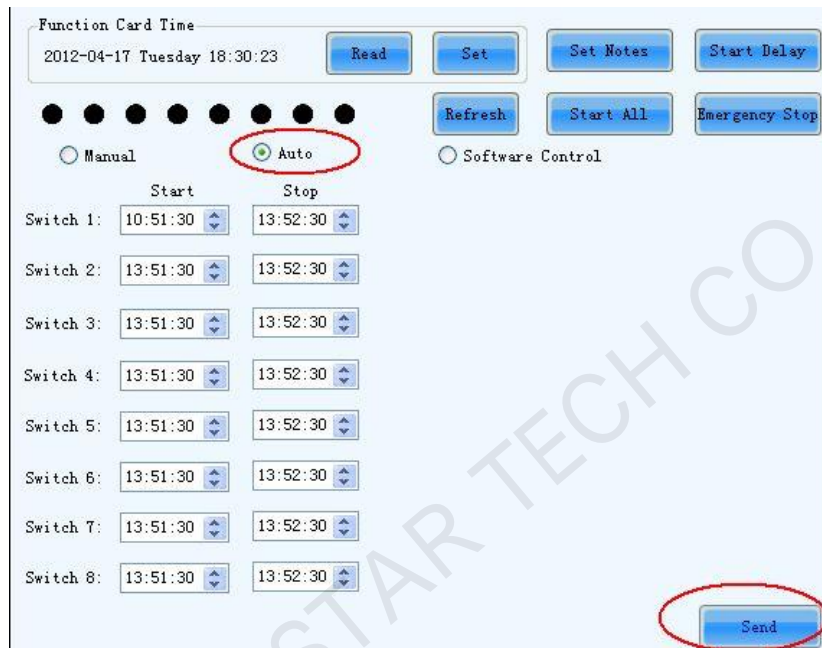 Function Card Time
2012-04-17 Tuesday 18:30:23 Read Set Set Notes Start Delay
Refresh Start All Emergency Stop
Manual Auto Software Control
Start Stop
Switch 1: 10:51:30 13:52:30
Switch 2: 13:51:30 13:52:30
Switch 3: 13:51:30 13:52:30
Switch 4: 13:51:30 13:52:30
Switch 5: 13:51:30 13:52:30
Switch 6: 13:51:30 13:52:30
Switch 7: 13:51:30 13:52:30
Switch 8: 13:51:30 13:52:30
Send
STAR TECH CO